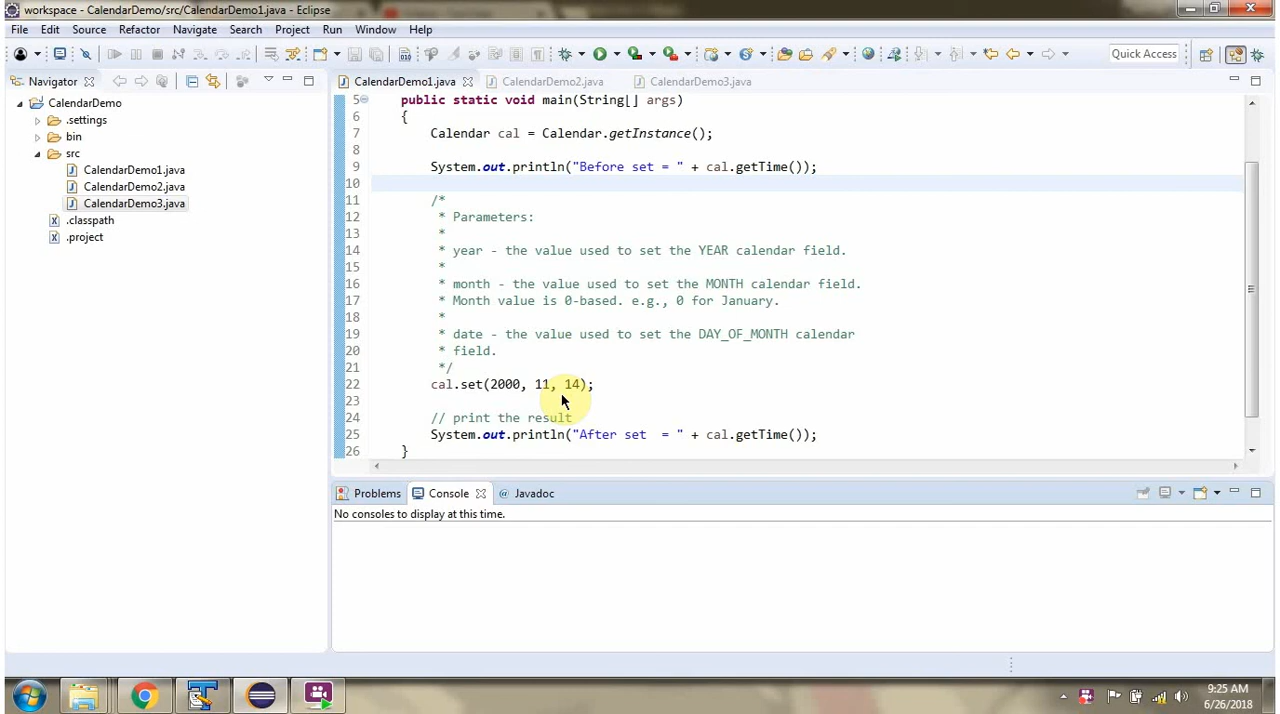 workspace - CalendarDemo/src/CalendarDemo1.java - Eclipse
File Edit Source Refactor Navigate Search Project Run Window Help
Quick Access
Navigator
CalendarDemo1.java CalendarDemo2.java CalendarDemo3.java
CalendarDemo
.settings
bin
src
CalendarDemo1.java
CalendarDemo2.java
CalendarDemo3.java
.classpath
.project
5 public static void main(String[] args)
6 {
7 Calendar cal = Calendar.getInstance();
8
9 System.out.println("Before set = " + cal.getTime());
10
11 /*
12 * Parameters:
13 *
14 * year - the value used to set the YEAR calendar field.
15 *
16 * month - the value used to set the MONTH calendar field.
17 * Month value is 0-based. e.g., 0 for January.
18 *
19 * date - the value used to set the DAY_OF_MONTH calendar
20 * field.
21 */
22 cal.set(2000, 11, 14);
23
24 // print the result
25 System.out.println("After set  = " + cal.getTime());
26 }
Problems Console @ Javadoc
No consoles to display at this time.
9:25 AM
6/26/2018